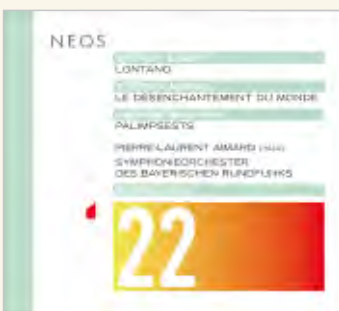 NEOS
LONTANO
LE DÉSENCHANTEMENT DU MONDE
PALIMPSESTS
PIERRE-LAURENT AIMARD
SYMPHONIEORCHESTER
DES BAYERISCHEN RUNDFUNKS
22